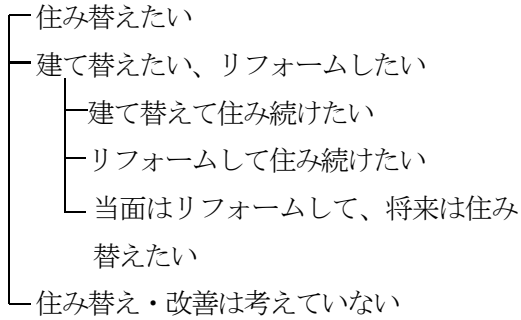 住み替えたい
建て替えたい、リフォームしたい
建て替えて住み続けたい
リフォームして住み続けたい
当面はリフォームして、将来は住み
替えたい
住み替え・改善は考えていない